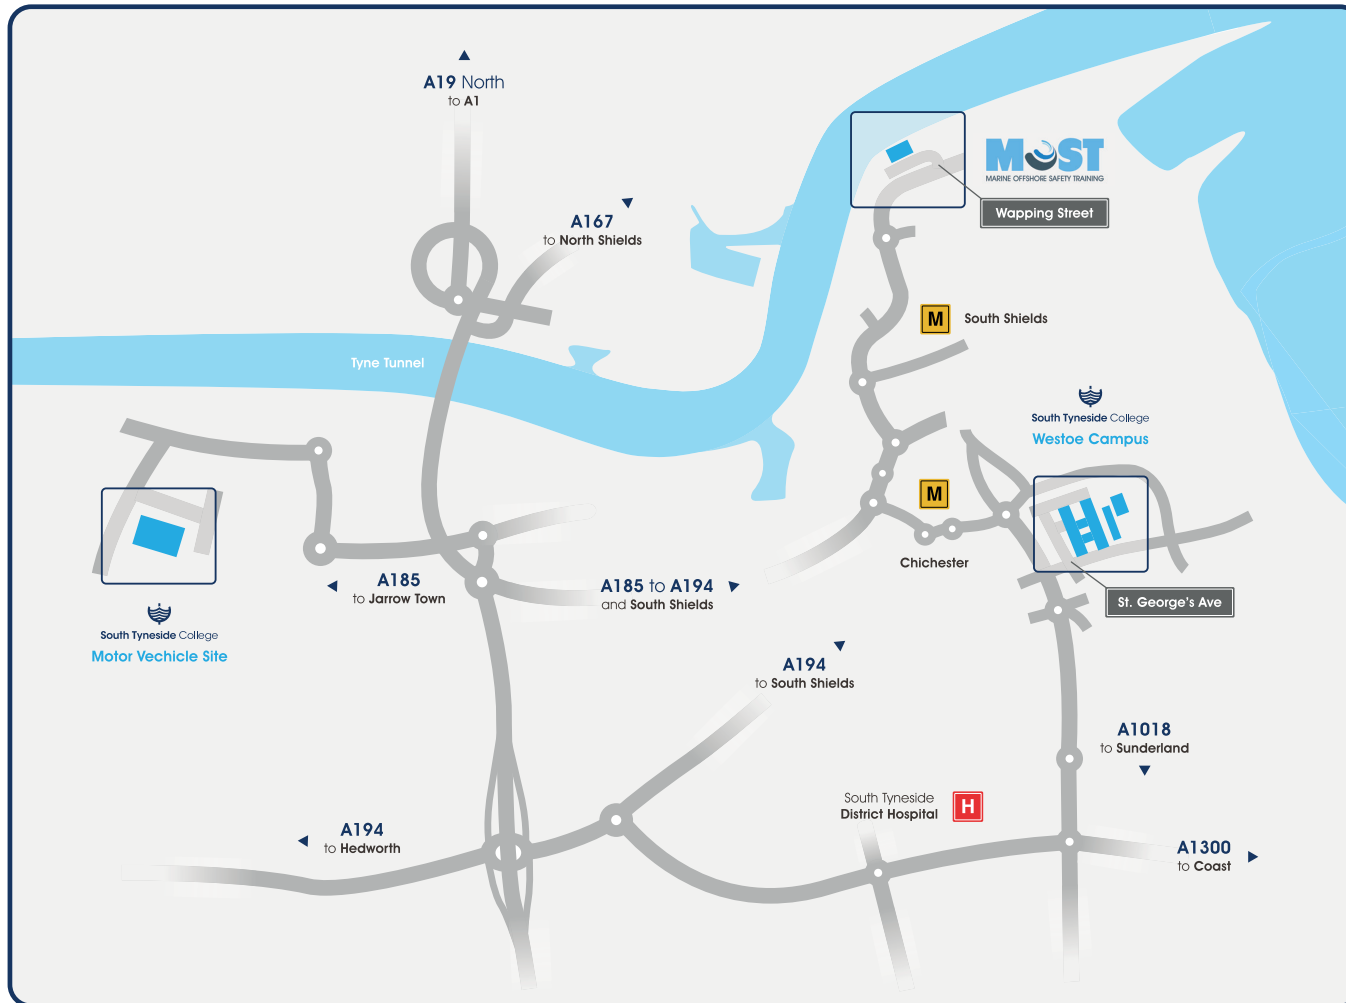 A19 North
to A1
A167
to North Shields
MOST
MARINE OFFSHORE SAFETY TRAINING
Wapping Street
M
South Shields
Tyne Tunnel
South Tyneside College
Westoe Campus
M
Chichester
A185
to Jarrow Town
A185 to A194
and South Shields
St. George's Ave
South Tyneside College
Motor Vechicle Site
A194
to South Shields
A1018
to Sunderland
South Tyneside
District Hospital
H
A194
to Hedworth
A1300
to Coast